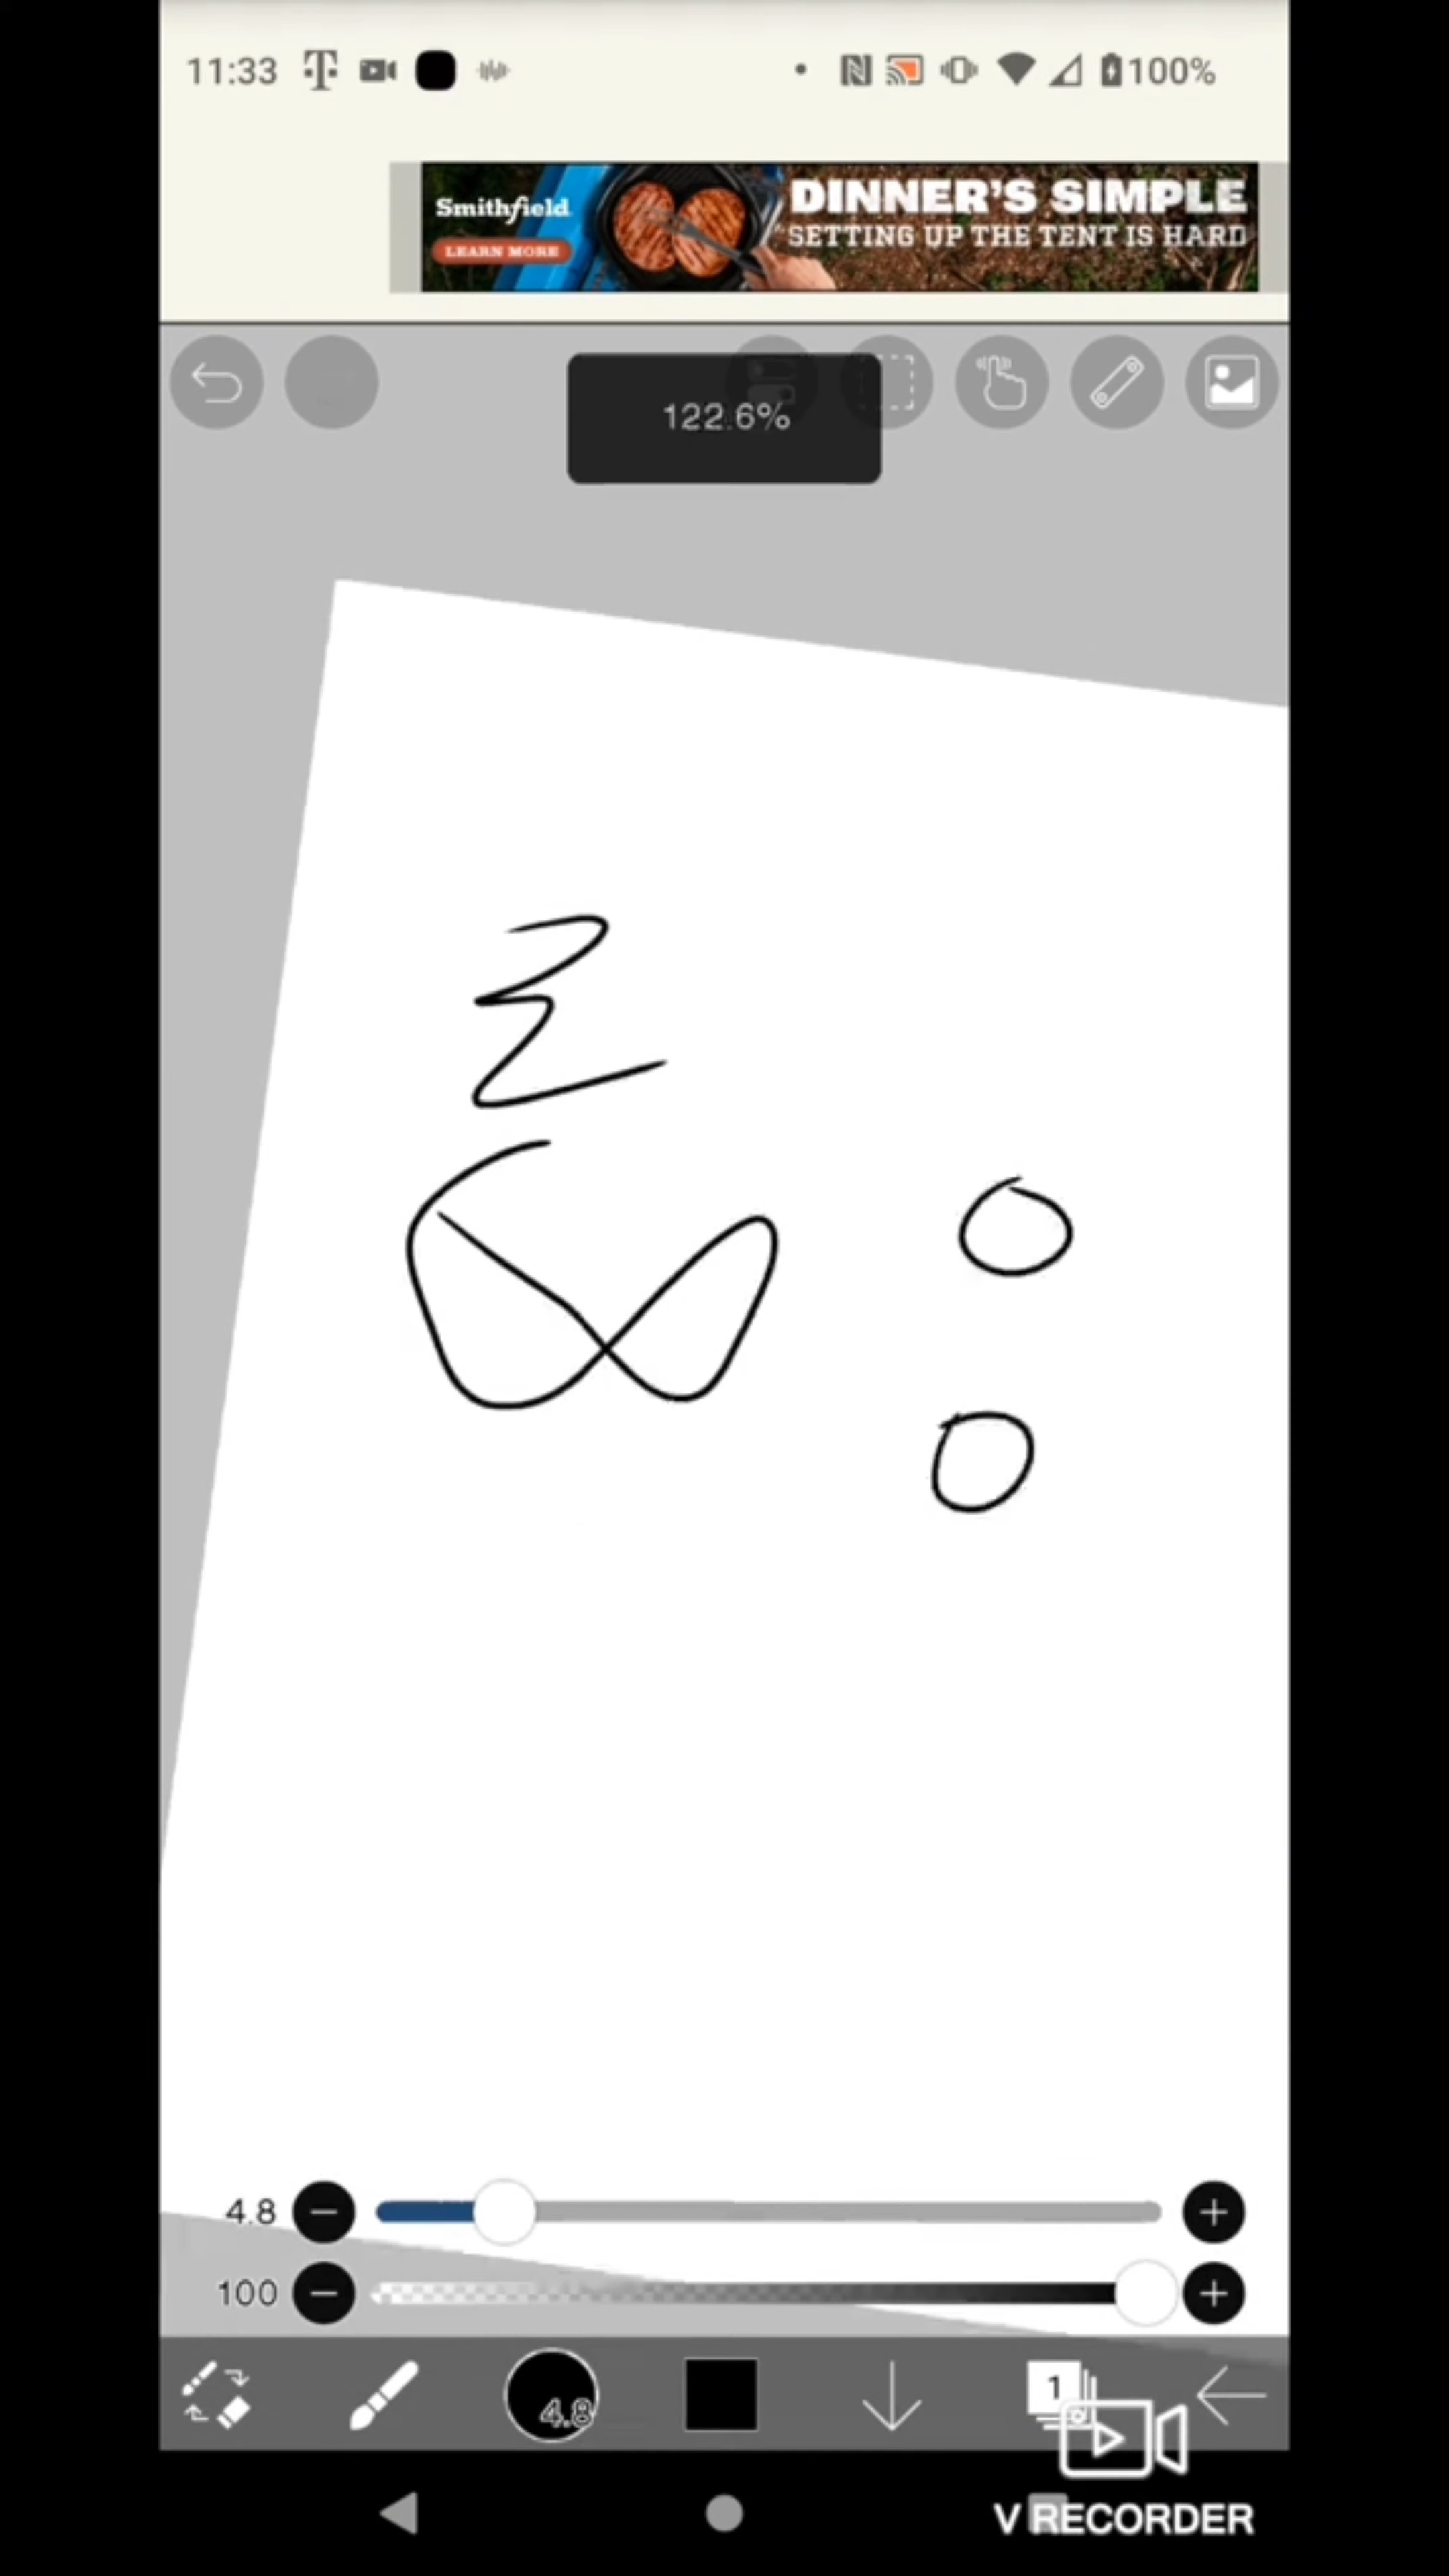 11:33 100%
Smithfield
LEARN MORE
DINNER'S SIMPLE
SETTING UP THE TENT IS HARD
122.6%
4.8
100
4.8
1
V RECORDER